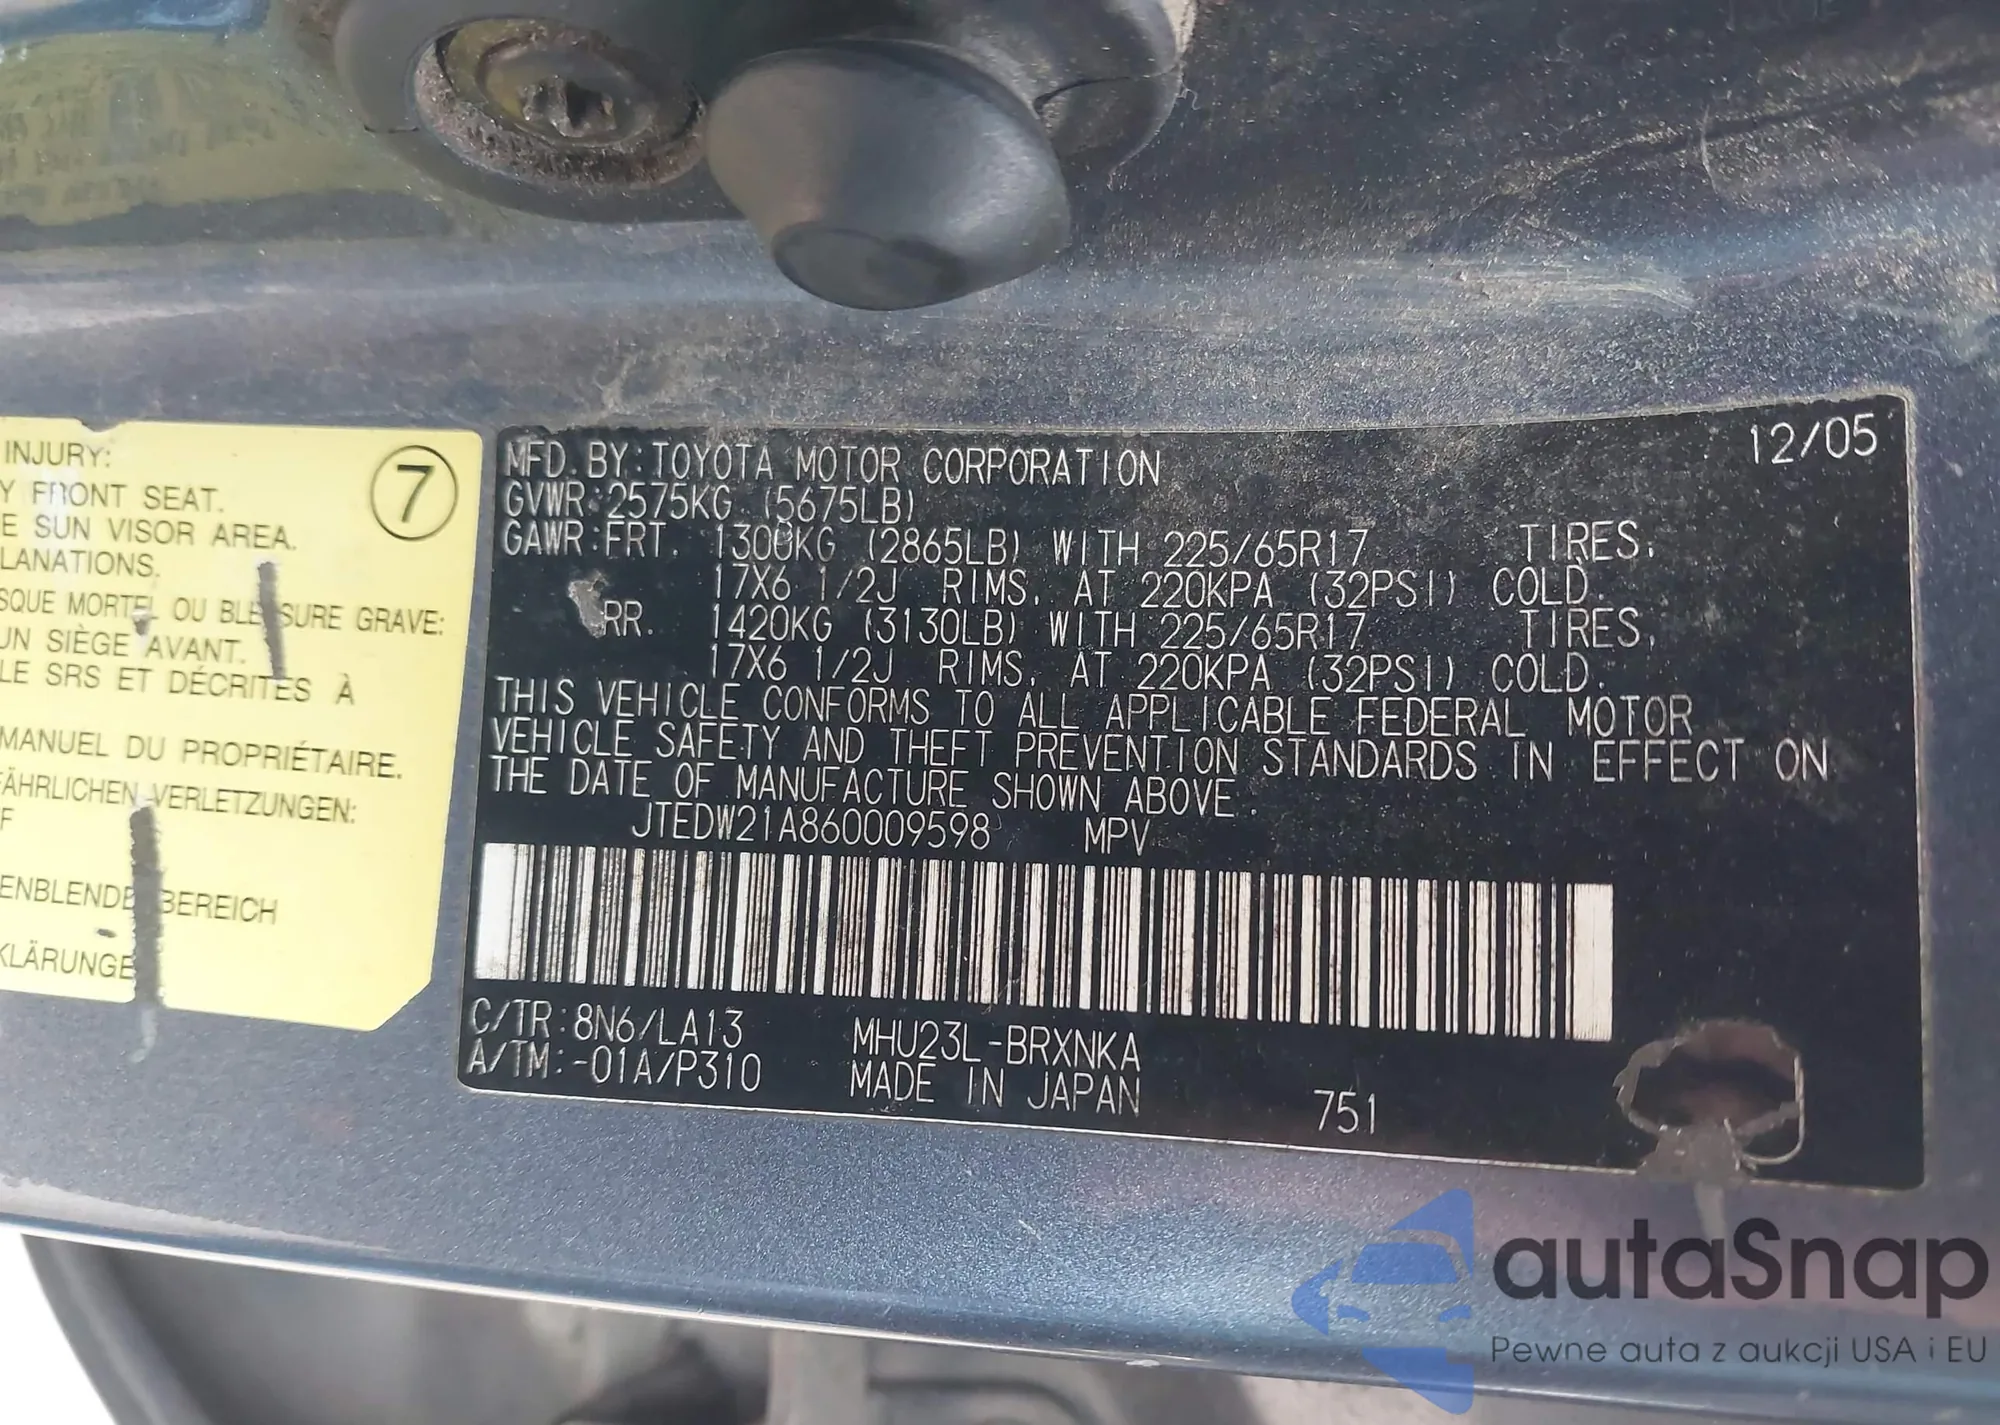 INJURY:
Y FRONT SEAT.
E SUN VISOR AREA.
LANATIONS.
SQUE MORTEL OU BLESSURE GRAVE:
UN SIÈGE AVANT.
LE SRS ET DÉCRITES À
MANUEL DU PROPRIÉTAIRE.
FÄHRLICHEN VERLETZUNGEN:
F
ENBLENDEBEREICH
KLÄRUNGE
7
12/05
MFD. BY: TOYOTA MOTOR CORPORATION
GVWR: 2575KG (5675LB)
GAWR: FRT. 1300KG (2865LB) WITH 225/65R17 TIRES,
17X6 1/2J RIMS, AT 220KPA (32PSI) COLD.
RR. 1420KG (3130LB) WITH 225/65R17 TIRES,
17X6 1/2J RIMS, AT 220KPA (32PSI) COLD.
THIS VEHICLE CONFORMS TO ALL APPLICABLE FEDERAL MOTOR
VEHICLE SAFETY AND THEFT PREVENTION STANDARDS IN EFFECT ON
THE DATE OF MANUFACTURE SHOWN ABOVE.
JTEDW21A860009598 MPV
C/TR: 8N6/LA13 MHU23L-BRXNKA
A/TM: -01A/P310 MADE IN JAPAN
751
autaSnap
Pewne auta z aukcji USA i EU